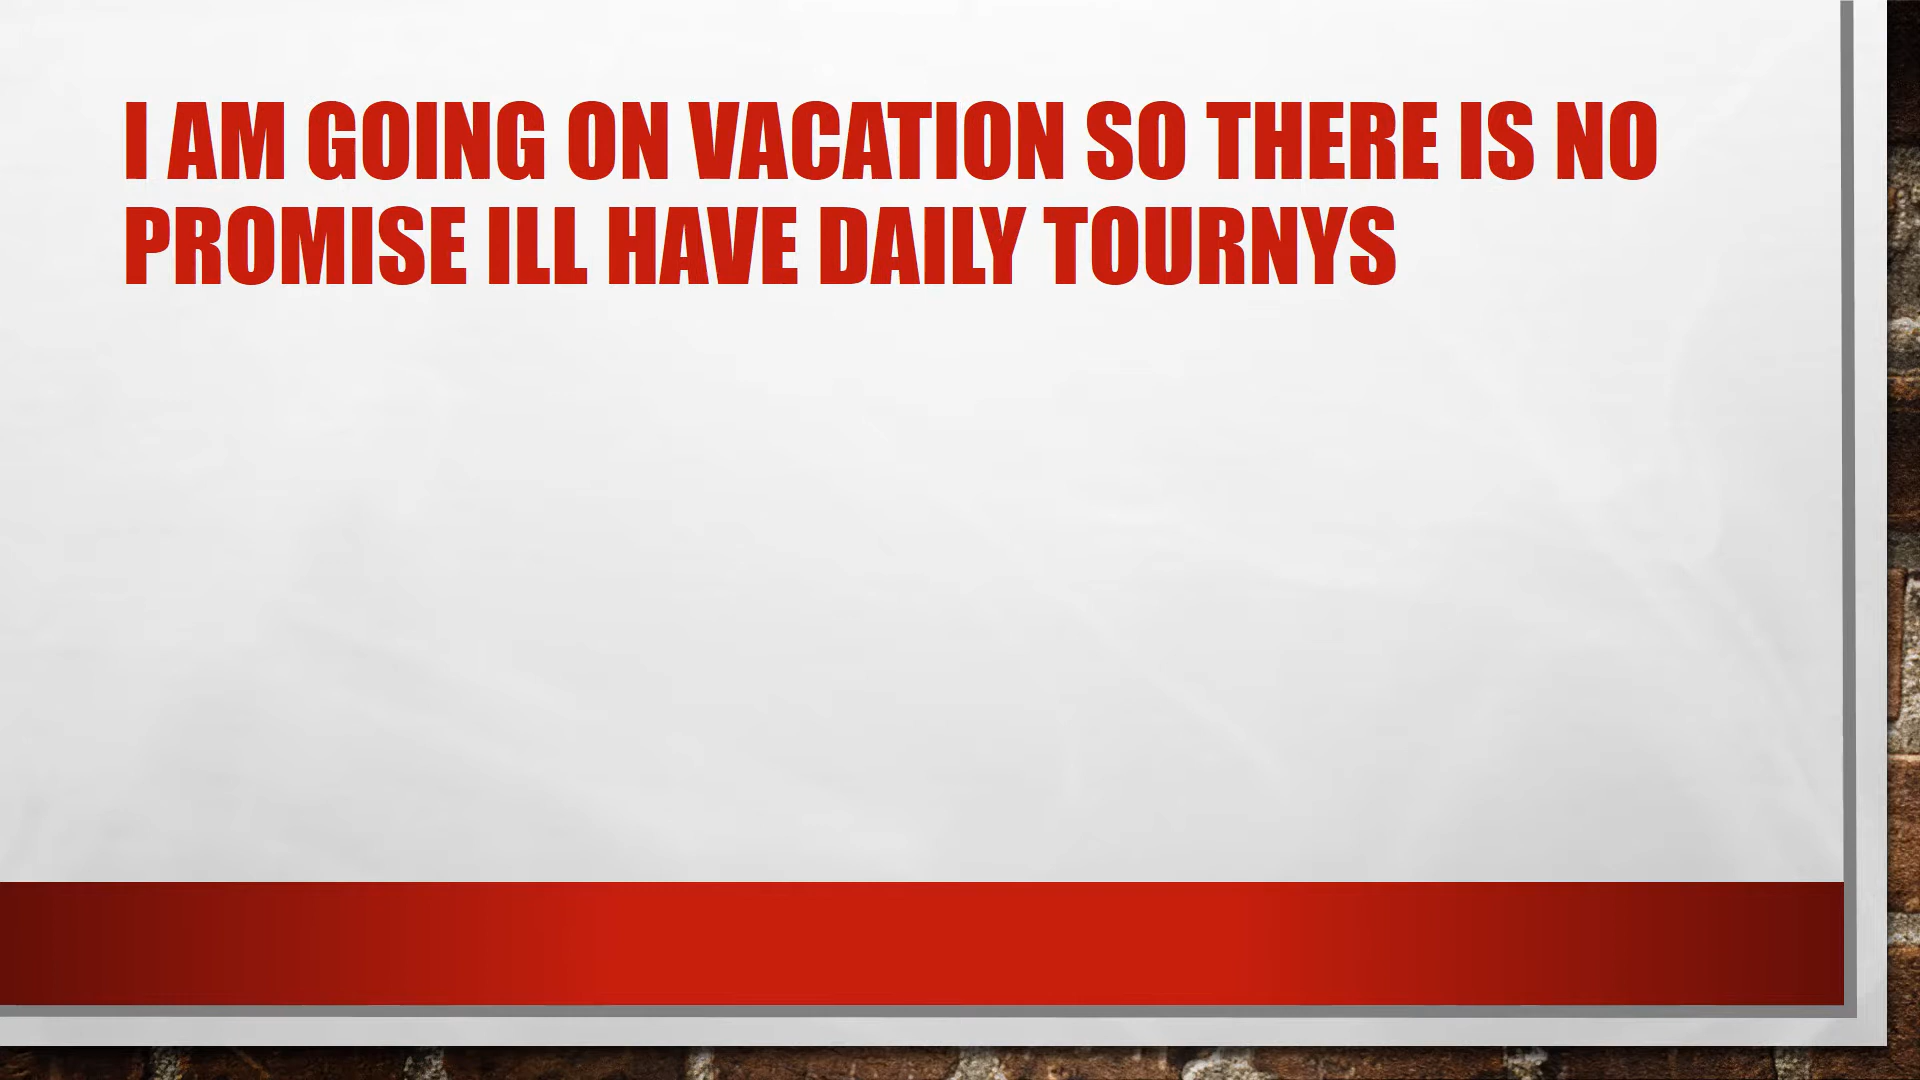 I AM GOING ON VACATION SO THERE IS NO
PROMISE ILL HAVE DAILY TOURNYS